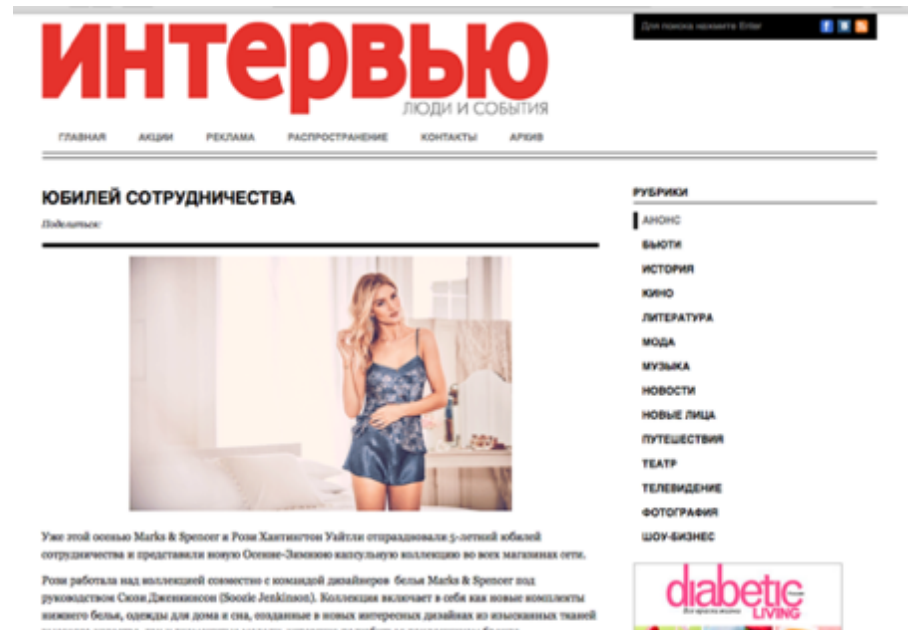 интервью
ЛЮДИ И СОБЫТИЯ
Для поиска нажмите Enter
ГЛАВНАЯ АКЦИИ РЕКЛАМА РАСПРОСТРАНЕНИЕ КОНТАКТЫ АРХИВ
ЮБИЛЕЙ СОТРУДНИЧЕСТВА
Поделиться:
Уже этой осенью Marks & Spencer и Рози Хантингтон Уайтли отпраздновали 5-летний юбилей
сотрудничества и представили новую Осенне-Зимнюю капсульную коллекцию во всех магазинах сети.
Рози работала над коллекцией совместно с командой дизайнеров белья Marks & Spencer под
руководством Скози Дженкинсон (Soozie Jenkinson). Коллекция включает в себя как новые комплекты
нижнего белья, одежды для дома и сна, созданные в новых интересных дизайнах из изысканных тканей
РУБРИКИ
АНОНС
БЬЮТИ
ИСТОРИЯ
КИНО
ЛИТЕРАТУРА
МОДА
МУЗЫКА
НОВОСТИ
НОВЫЕ ЛИЦА
ПУТЕШЕСТВИЯ
ТЕАТР
ТЕЛЕВИДЕНИЕ
ФОТОГРАФИЯ
ШОУ-БИЗНЕС
diabetic
LIVING